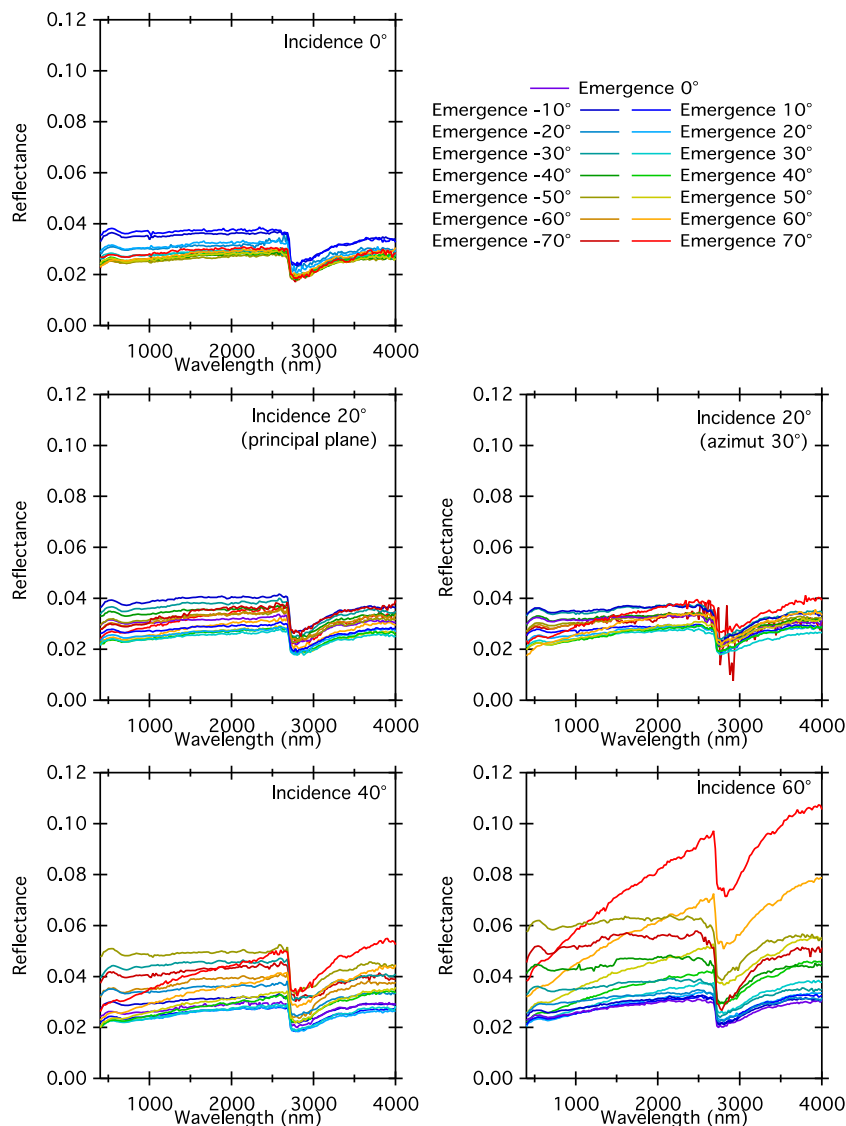 Incidence 0°
0.12
0.10
0.08
0.06
0.04
0.02
0.00
Reflectance
1000 2000 3000 4000
Wavelength (nm)
Emergence 0°
Emergence -10° Emergence 10°
Emergence -20° Emergence 20°
Emergence -30° Emergence 30°
Emergence -40° Emergence 40°
Emergence -50° Emergence 50°
Emergence -60° Emergence 60°
Emergence -70° Emergence 70°
Incidence 20°
(principal plane)
0.12
0.10
0.08
0.06
0.04
0.02
0.00
Reflectance
1000 2000 3000 4000
Wavelength (nm)
Incidence 20°
(azimut 30°)
0.12
0.10
0.08
0.06
0.04
0.02
0.00
Reflectance
1000 2000 3000 4000
Wavelength (nm)
Incidence 40°
0.12
0.10
0.08
0.06
0.04
0.02
0.00
Reflectance
1000 2000 3000 4000
Wavelength (nm)
Incidence 60°
0.12
0.10
0.08
0.06
0.04
0.02
0.00
Reflectance
1000 2000 3000 4000
Wavelength (nm)